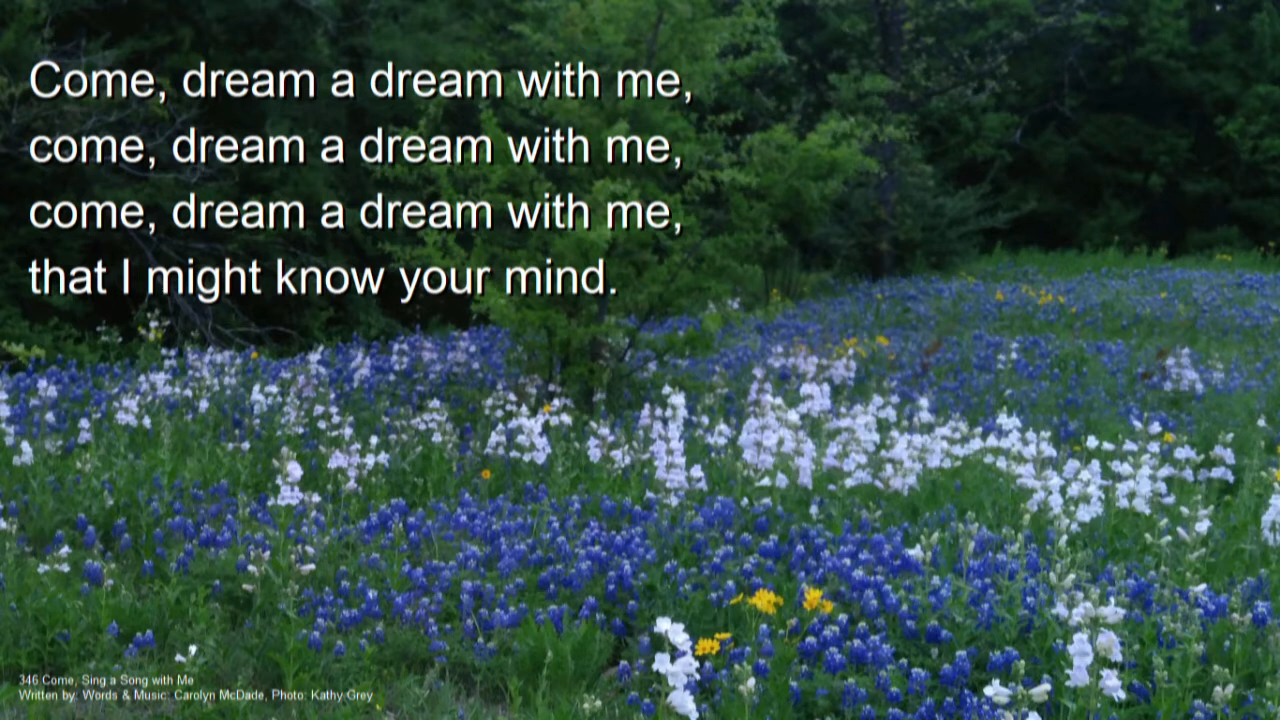 Come, dream a dream with me,
come, dream a dream with me,
come, dream a dream with me,
that I might know your mind.
346 Come, Sing a Song with Me
Written by: Words & Music: Carolyn McDade, Photo: Kathy Grey